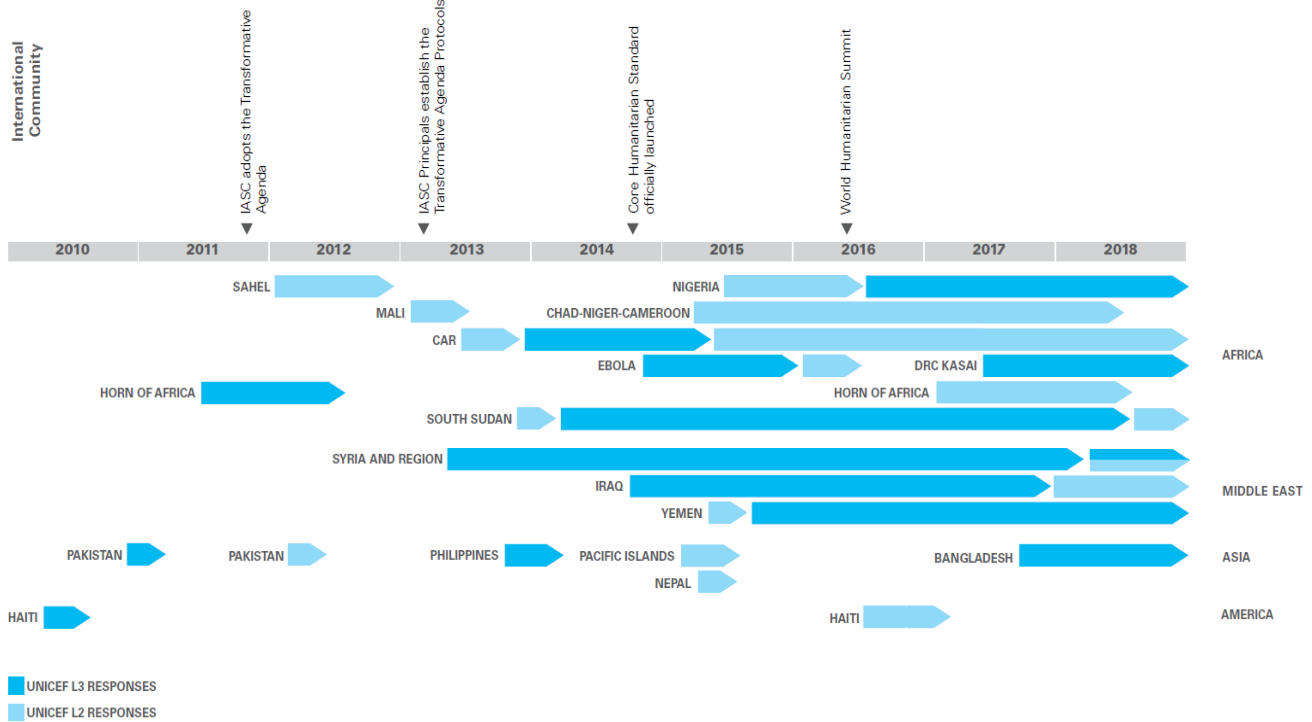 International
Community
IASC adopts the Transformative
Agenda
IASC Principals establish the
Transformative Agenda Protocols
Core Humanitarian Standard
officially launched
World Humanitarian Summit
2010 2011 2012 2013 2014 2015 2016 2017 2018
SAHEL NIGERIA
MALI CHAD-NIGER-CAMEROON
CAR
AFRICA
EBOLA DRC KASAI
HORN OF AFRICA HORN OF AFRICA
SOUTH SUDAN
SYRIA AND REGION
IRAQ MIDDLE EAST
YEMEN
PAKISTAN PAKISTAN PHILIPPINES PACIFIC ISLANDS BANGLADESH ASIA
NEPAL
HAITI HAITI AMERICA
UNICEF L3 RESPONSES
UNICEF L2 RESPONSES